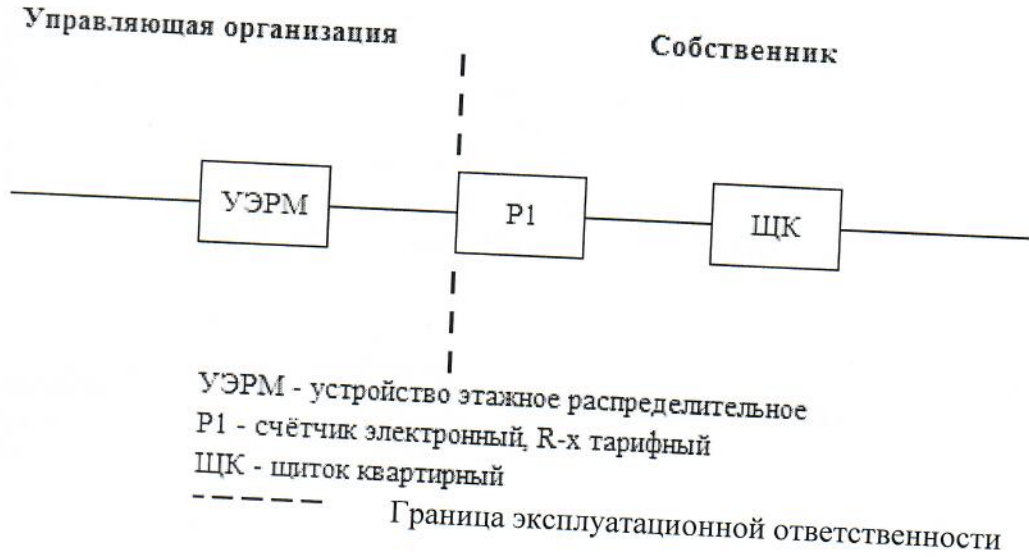 Управляющая организация
Собственник
УЭРМ
Р1
ЩК
УЭРМ - устройство этажное распределительное
Р1 - счётчик электронный, R-х тарифный
ЩК - щиток квартирный
Граница эксплуатационной ответственности